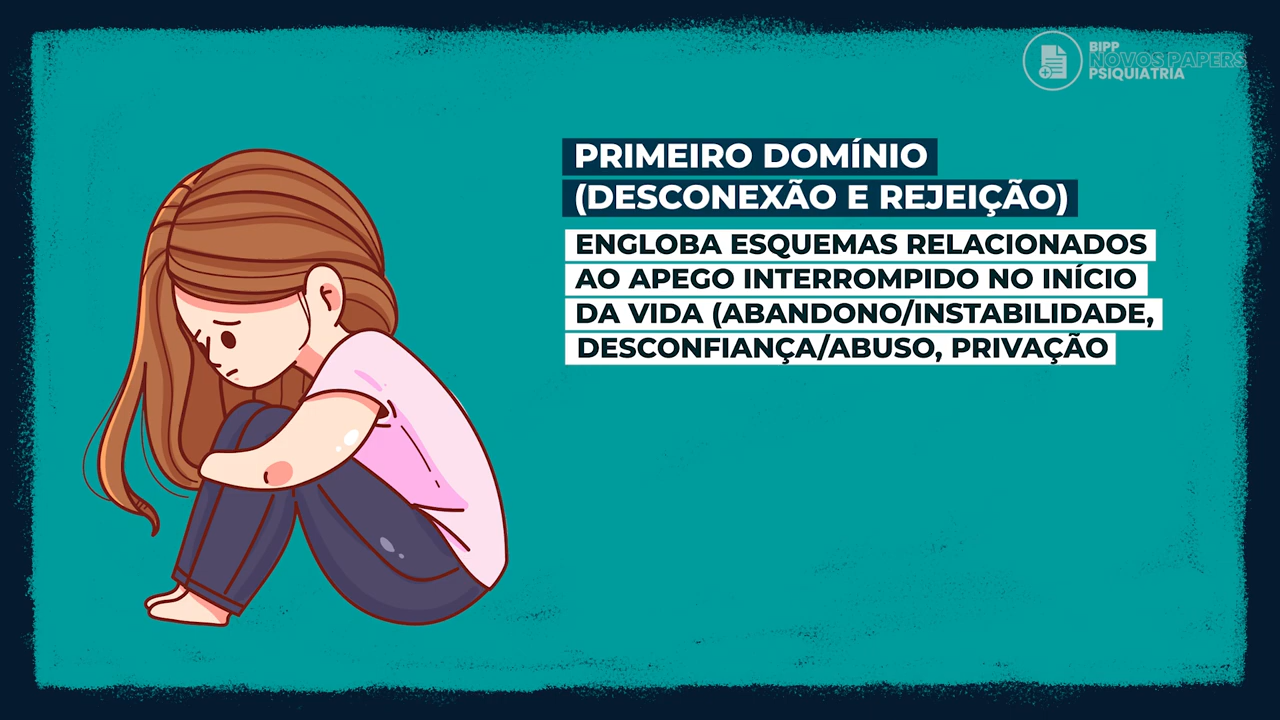 BIPP
NOVOS PAPERS
PSIQUIATRIA
PRIMEIRO DOMÍNIO
(DESCONEXÃO E REJEIÇÃO)
ENGLOBA ESQUEMAS RELACIONADOS
AO APEGO INTERROMPIDO NO INÍCIO
DA VIDA (ABANDONO/INSTABILIDADE,
DESCONFIANÇA/ABUSO, PRIVAÇÃO